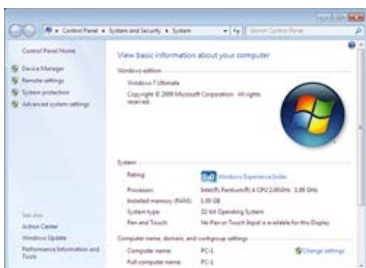 Control Panel ▸ System and Security ▸ System
Search Control Panel
Control Panel Home
Device Manager
Remote settings
System protection
Advanced system settings
See also
Action Center
Windows Update
Performance Information and Tools
View basic information about your computer
Windows edition
Windows 7 Ultimate
Copyright © 2009 Microsoft Corporation. All rights
reserved.
System
Rating:
Windows Experience Index
Processor:
Intel(R) Pentium(R) 4 CPU
Installed memory (RAM):
System type:
32-bit Operating System
Pen and Touch:
No Pen or Touch Input is available for this Display
Computer name, domain, and workgroup settings
Computer name:
PC-1
Change settings
Full computer name:
PC-1